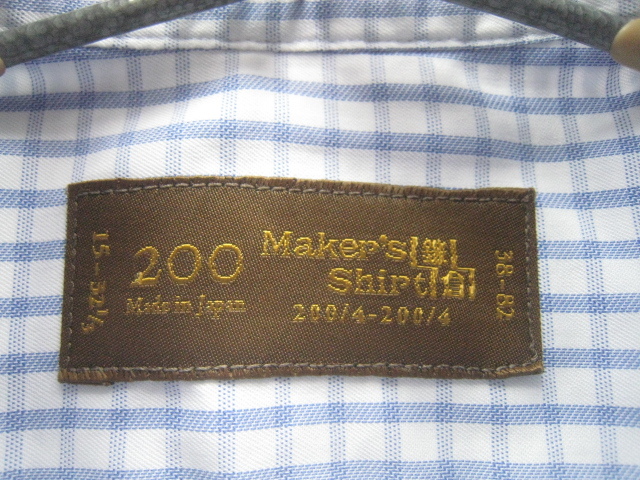 15-32½
200
Made in Japan
Maker's 鎌
Shirt 倉
200/4-200/4
38-82